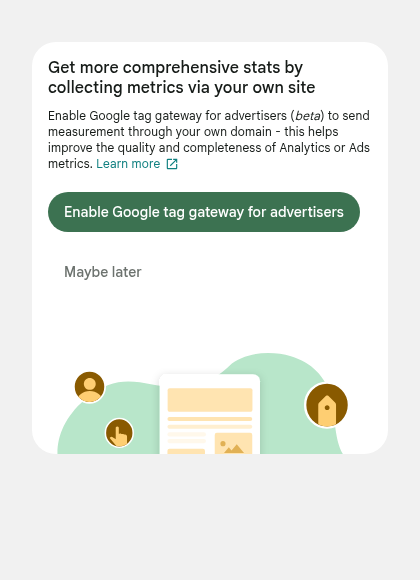 Get more comprehensive stats by
collecting metrics via your own site
Enable Google tag gateway for advertisers (beta) to send
measurement through your own domain - this helps
improve the quality and completeness of Analytics or Ads
metrics. Learn more
Enable Google tag gateway for advertisers
Maybe later